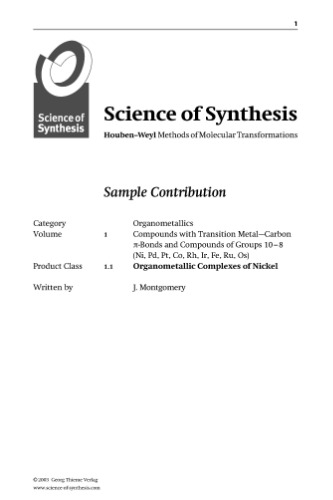 1
Science of
Synthesis
Science of Synthesis
Houben–Weyl Methods of Molecular Transformations
Sample Contribution
Category Organometallics
Volume 1 Compounds with Transition Metal—Carbon
π-Bonds and Compounds of Groups 10–8
(Ni, Pd, Pt, Co, Rh, Ir, Fe, Ru, Os)
Product Class 1.1 Organometallic Complexes of Nickel
Written by J. Montgomery
© 2003 Georg Thieme Verlag
www.science-of-synthesis.com